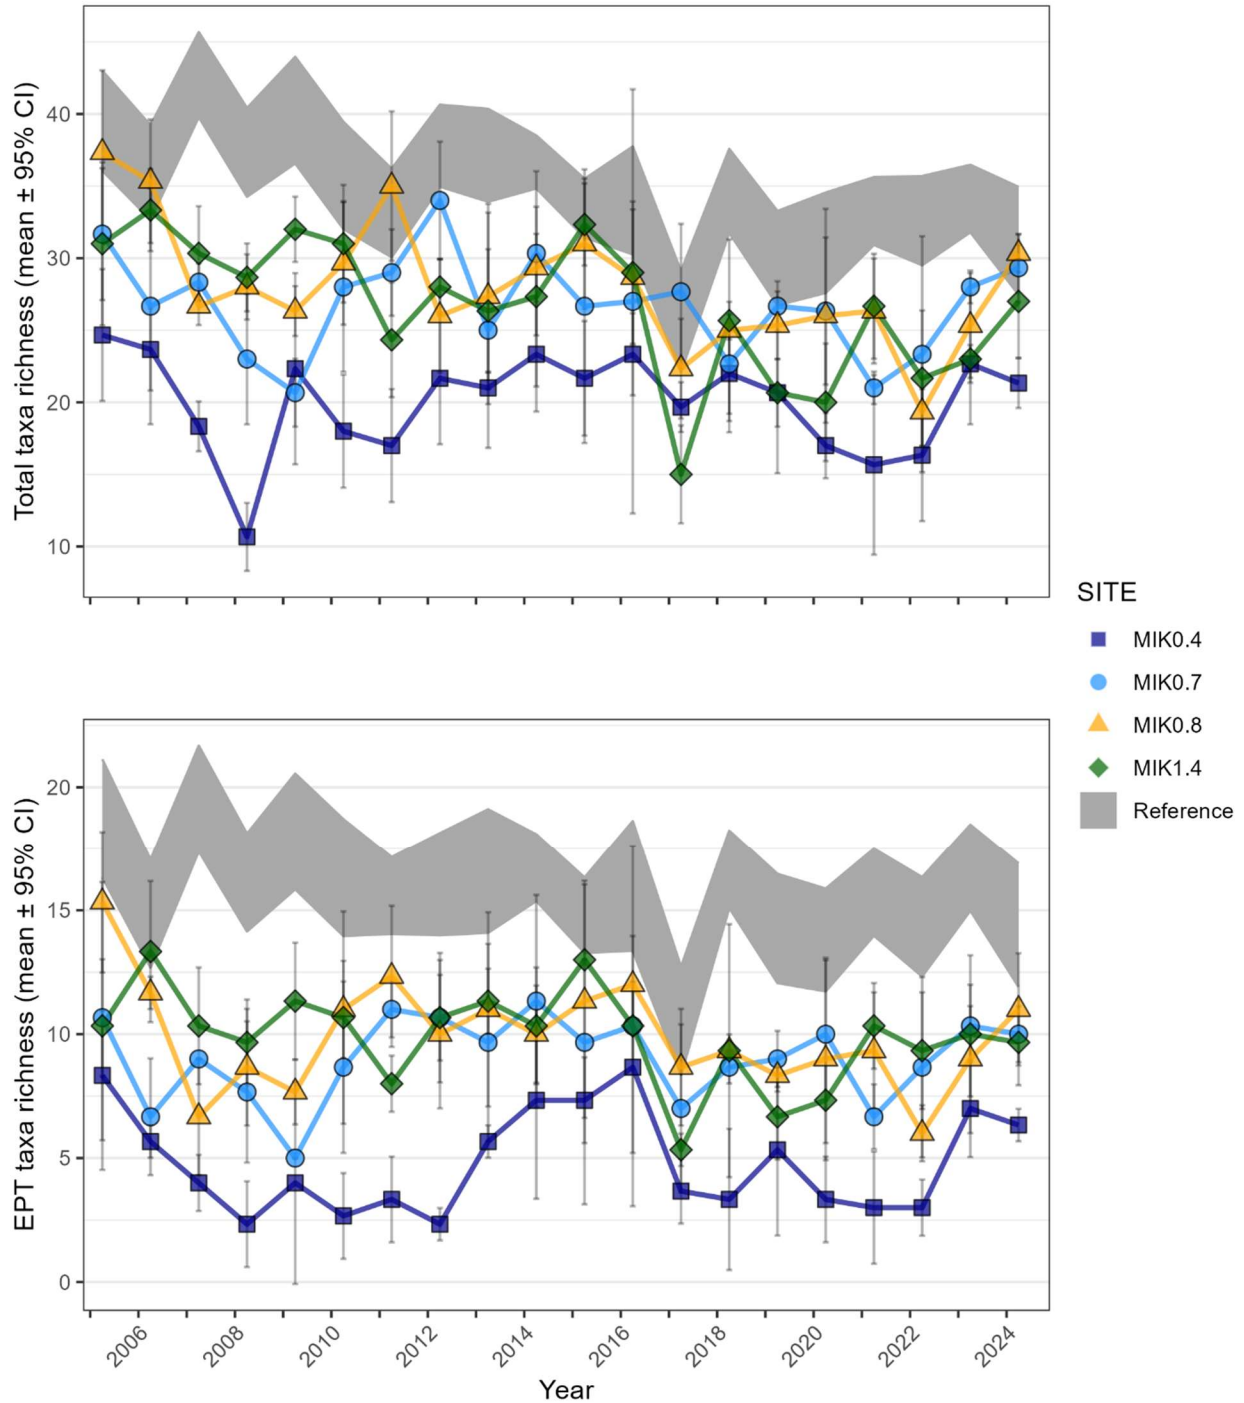 Total taxa richness (mean ± 95% CI)
40
30
20
10
SITE
MIK0.4
MIK0.7
MIK0.8
MIK1.4
Reference
EPT taxa richness (mean ± 95% CI)
20
15
10
5
0
2006
2008
2010
2012
2014
2016
2018
2020
2022
2024
Year